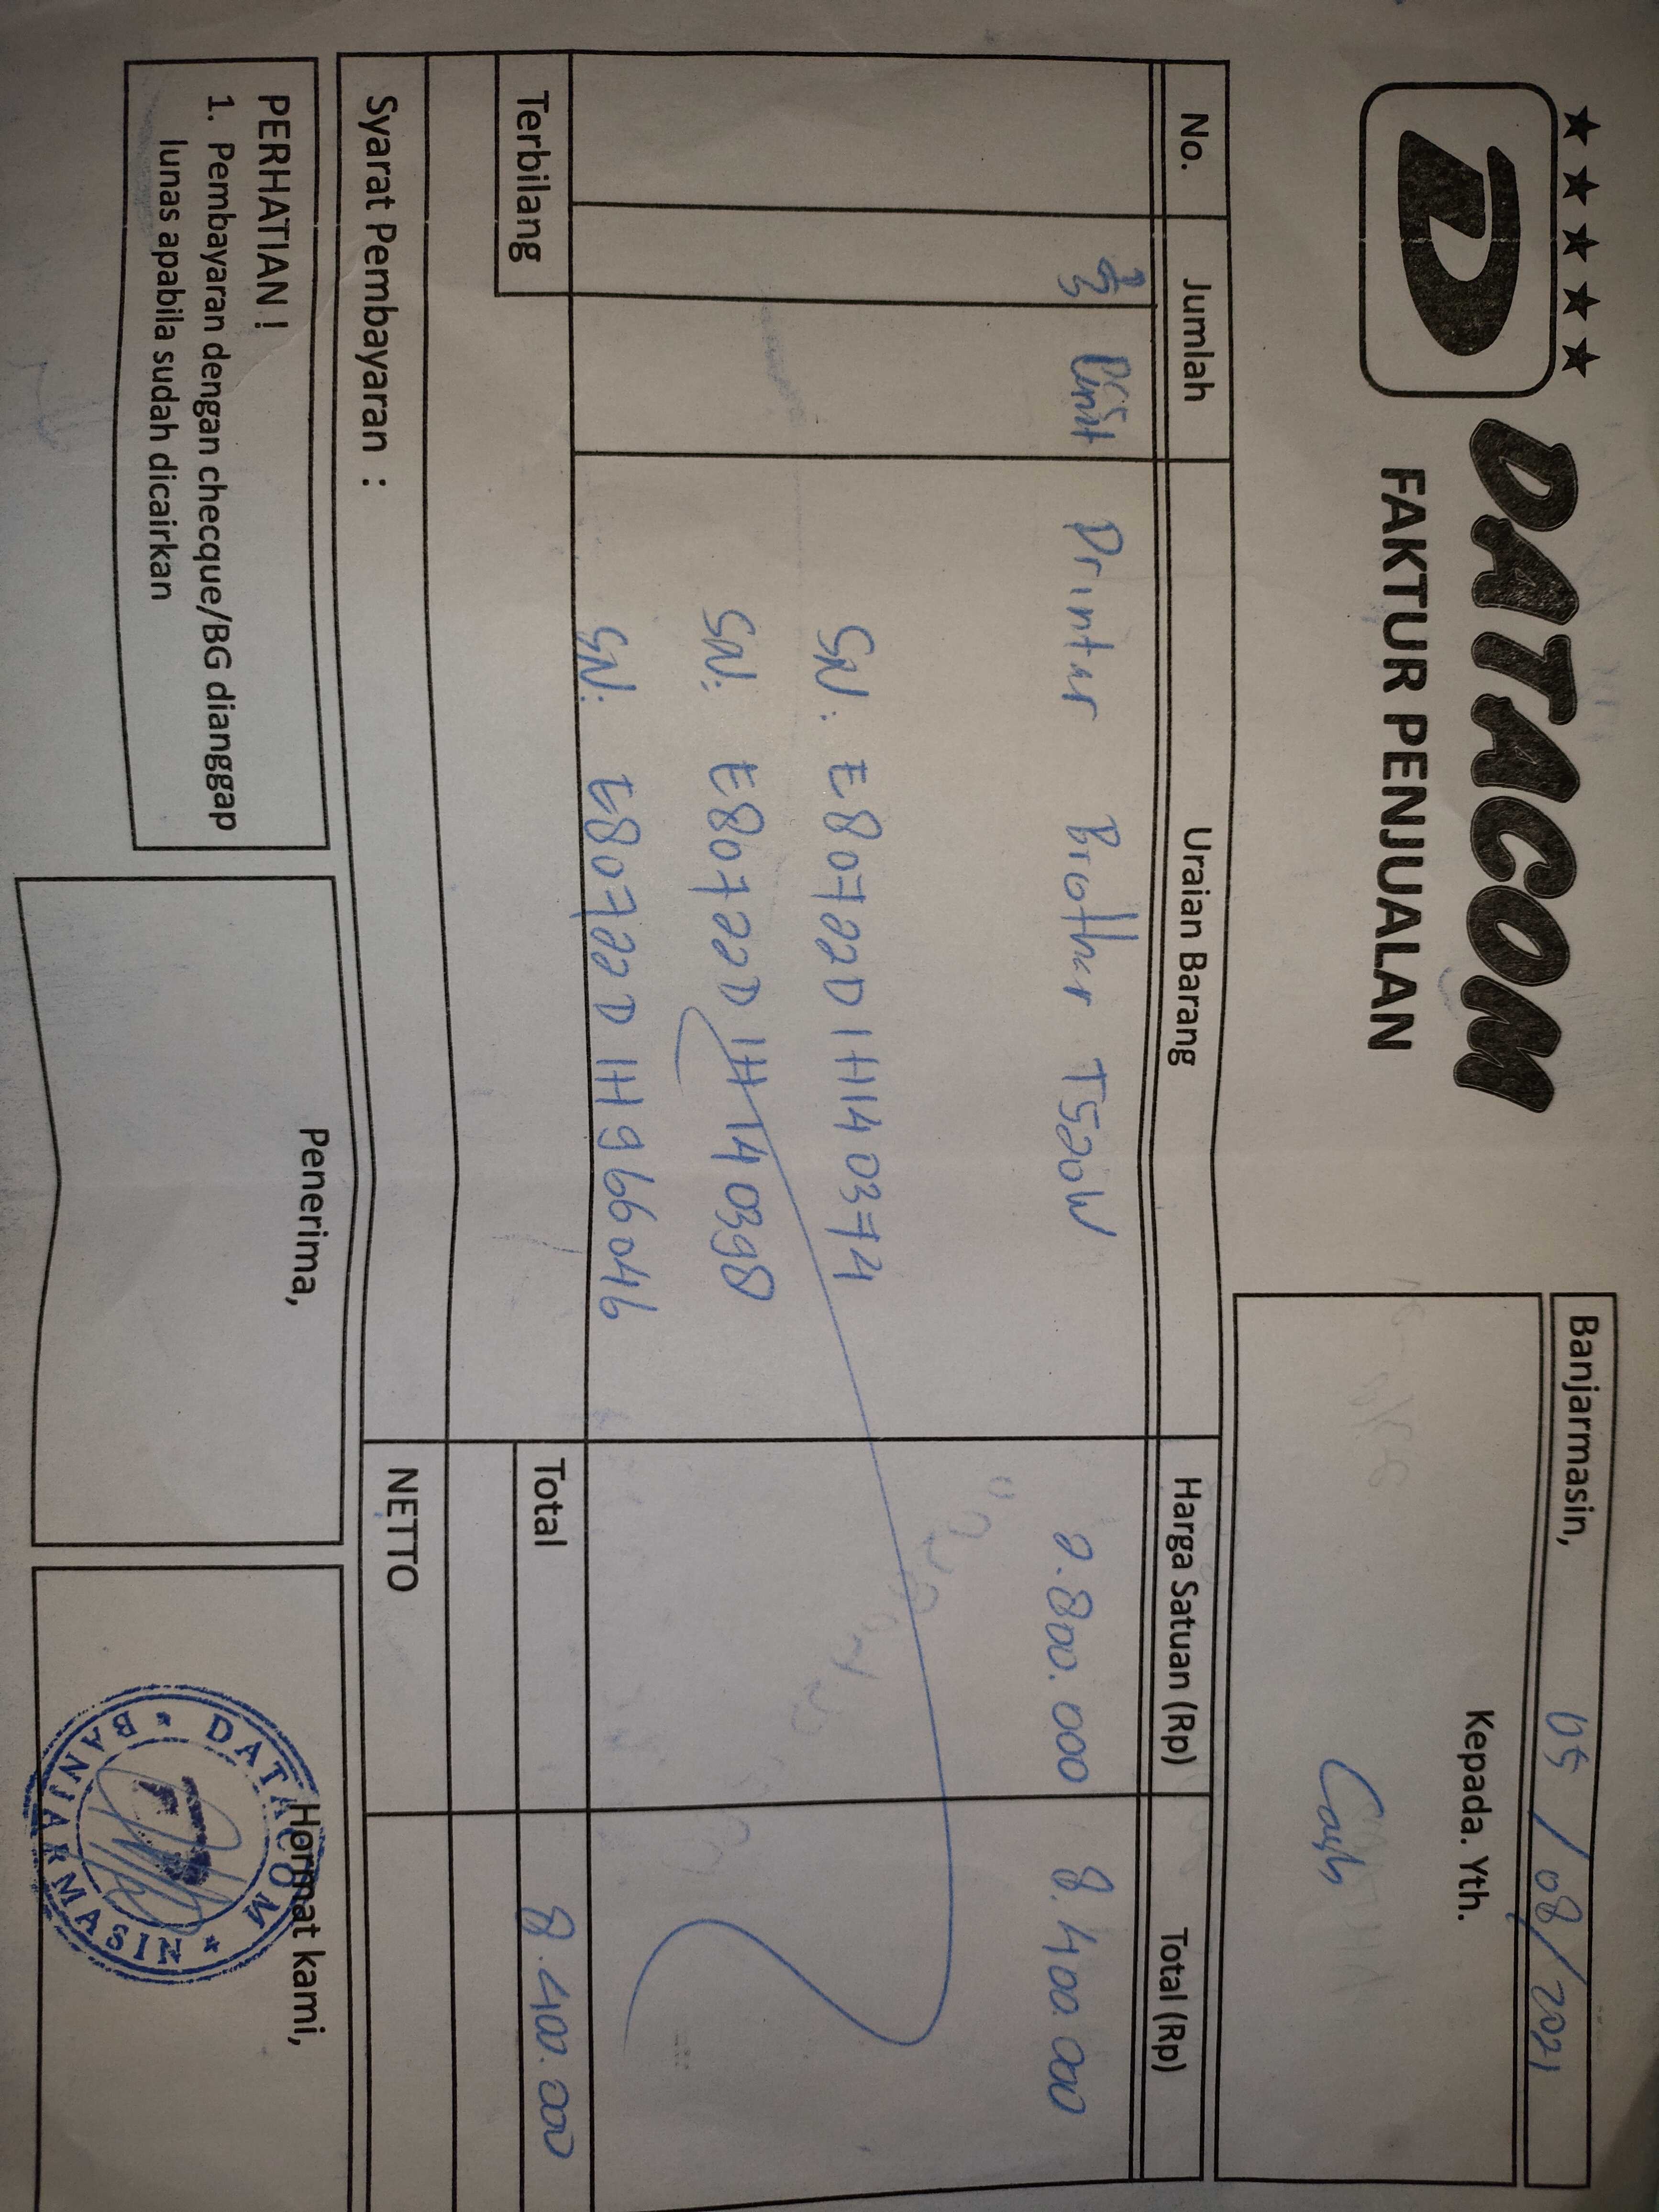 DATACOM
FAKTUR PENJUALAN
Banjarmasin, 05/08/2021
Kepada. Yth.
Cash
No. Jumlah Uraian Barang Harga Satuan (Rp) Total (Rp)
3 Unit Printer Brother T520W 2.800.000 8.400.000
SN: E80722D1H140374
SN: E80722D1H140398
SN: E80722D1H966046
Terbilang Total 8.400.000
Syarat Pembayaran : NETTO
PERHATIAN !
1. Pembayaran dengan checque/BG dianggap
lunas apabila sudah dicairkan
Penerima,
Hormat kami,
DATACOM
BANJARMASIN